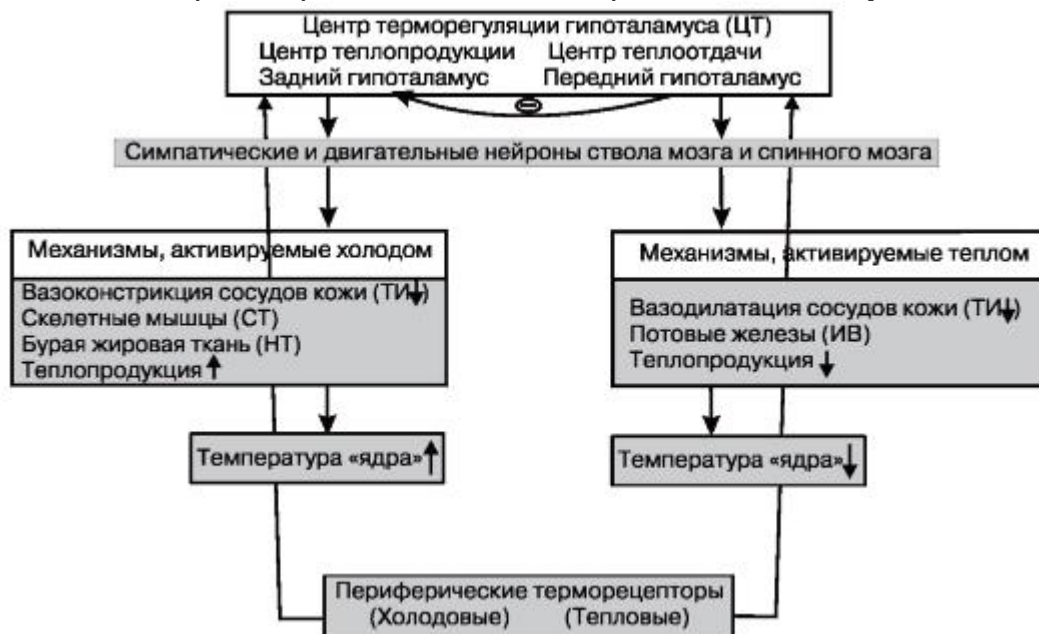 Центр терморегуляции гипоталамуса (ЦТ)
Центр теплопродукции Центр теплоотдачи
Задний гипоталамус Передний гипоталамус
Симпатические и двигательные нейроны ствола мозга и спинного мозга
Механизмы, активируемые холодом
Вазоконстрикция сосудов кожи (ТИ↓)
Скелетные мышцы (СТ)
Бурая жировая ткань (НТ)
Теплопродукция ↑
Температура «ядра» ↑
Механизмы, активируемые теплом
Вазодилатация сосудов кожи (ТИ↓)
Потовые железы (ИВ)
Теплопродукция ↓
Температура «ядра» ↓
Периферические терморецепторы
(Холодовые) (Тепловые)